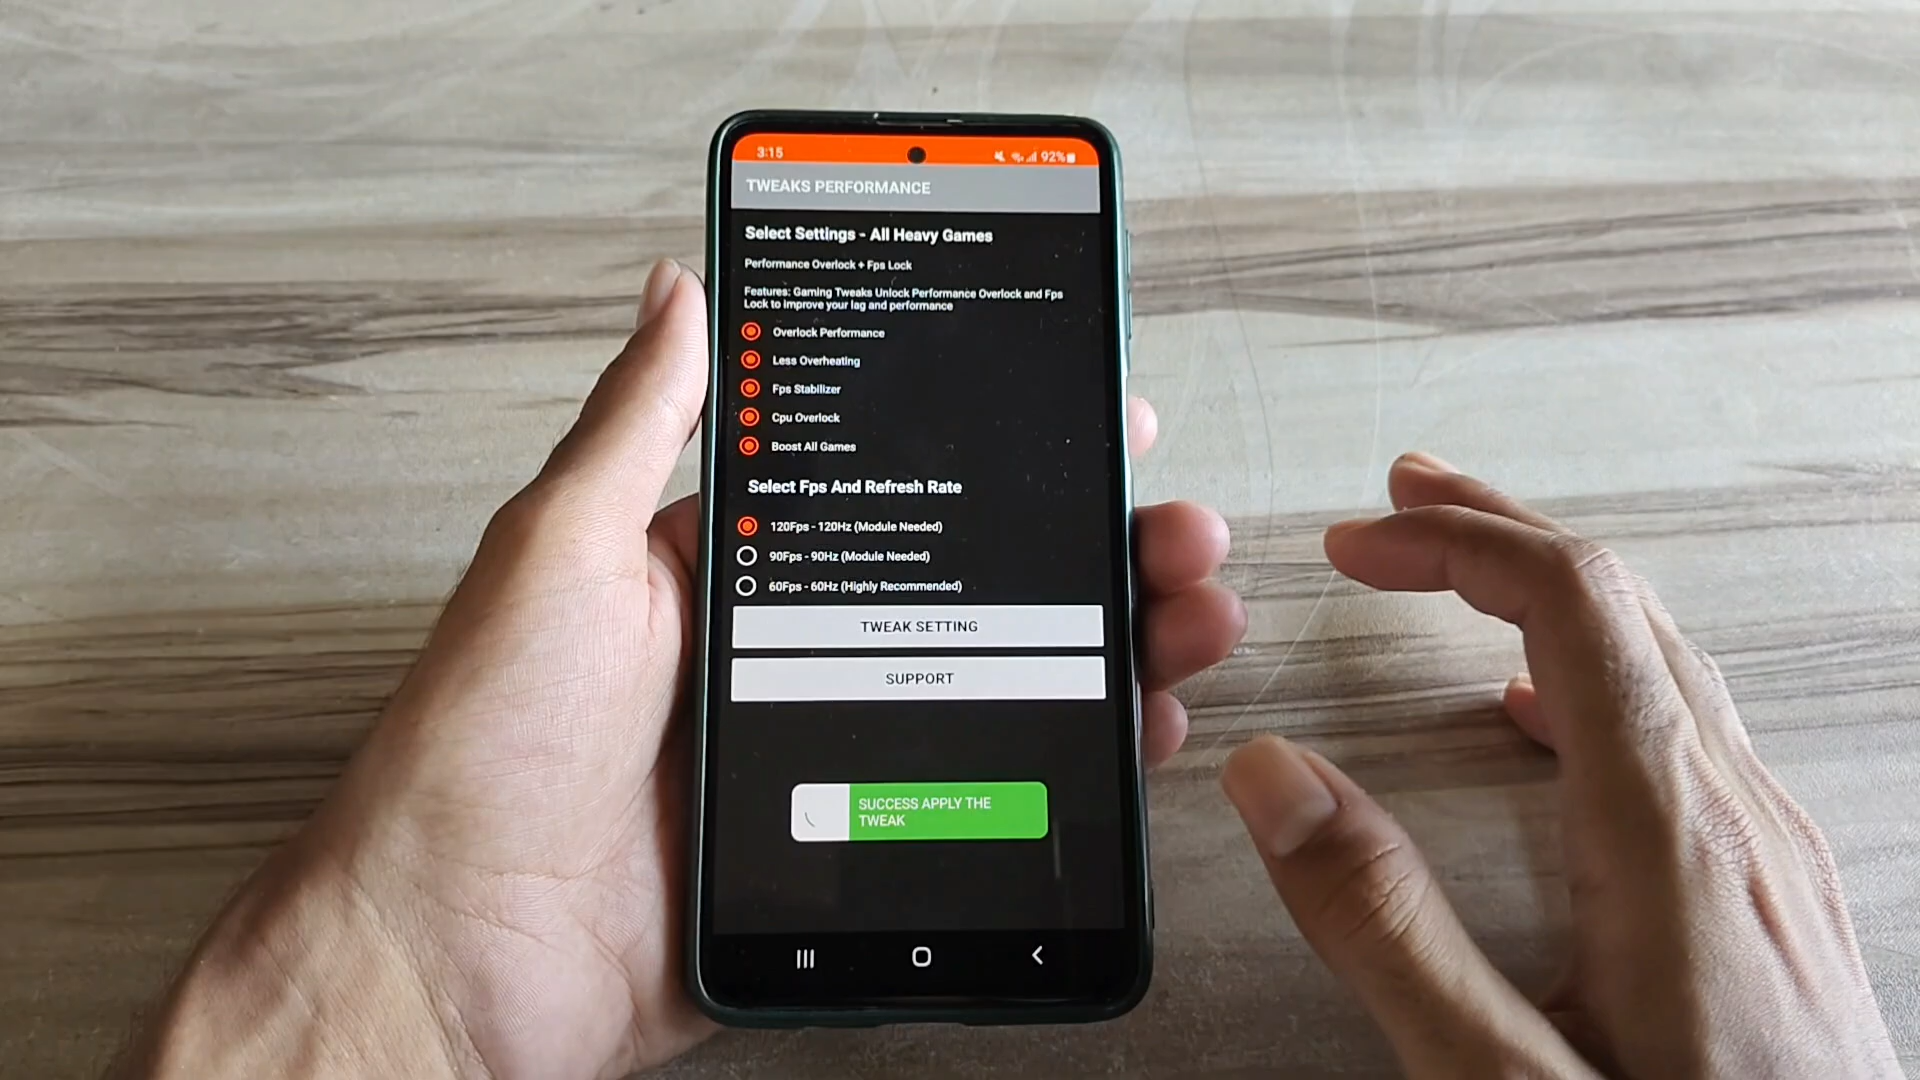 3:15
92%
TWEAKS PERFORMANCE
Select Settings - All Heavy Games
Performance Overlock + Fps Lock
Features: Gaming Tweaks Unlock Performance Overlock and Fps
Lock to improve your lag and performance
Overlock Performance
Less Overheating
Fps Stabilizer
Cpu Overlock
Boost All Games
Select Fps And Refresh Rate
120Fps - 120Hz (Module Needed)
90Fps - 90Hz (Module Needed)
60Fps - 60Hz (Highly Recommended)
TWEAK SETTING
SUPPORT
SUCCESS APPLY THE
TWEAK